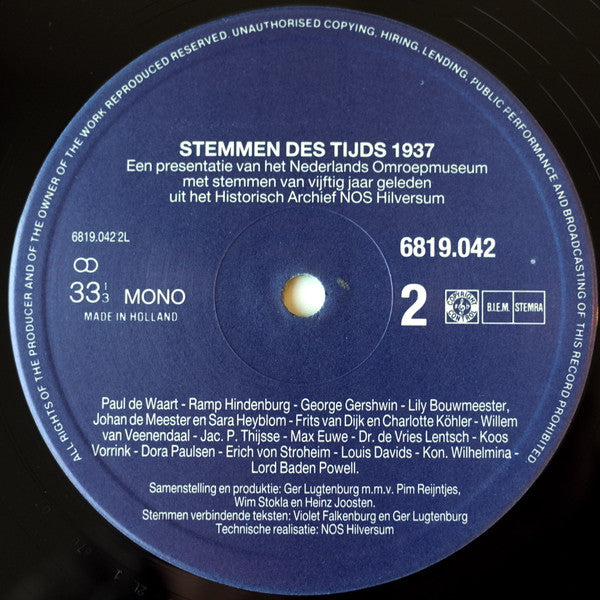 ALL RIGHTS OF THE PRODUCER AND OF THE OWNER OF THE WORK REPRODUCED RESERVED. UNAUTHORISED COPYING, HIRING, LENDING, PUBLIC PERFORMANCE AND BROADCASTING OF THIS RECORD PROHIBITED.
STEMMEN DES TIJDS 1937
Een presentatie van het Nederlands Omroepmuseum
met stemmen van vijftig jaar geleden
uit het Historisch Archief NOS Hilversum
6819.042 2L
6819.042
33 1/3 MONO
MADE IN HOLLAND
2
COPYRIGHT CONTROL
B.I.E.M. STEMRA
Paul de Waart - Ramp Hindenburg - George Gershwin - Lily Bouwmeester,
Johan de Meester en Sara Heyblom - Frits van Dijk en Charlotte Köhler - Willem
van Veenendaal - Jac. P. Thijsse - Max Euwe - Dr. de Vries Lentsch - Koos
Vorrink - Dora Paulsen - Erich von Stroheim - Louis Davids - Kon. Wilhelmina -
Lord Baden Powell.
Samenstelling en produktie: Ger Lugtenburg m.m.v. Pim Reijntjes,
Wim Stokla en Heinz Joosten.
Stemmen verbindende teksten: Violet Falkenburg en Ger Lugtenburg
Technische realisatie: NOS Hilversum